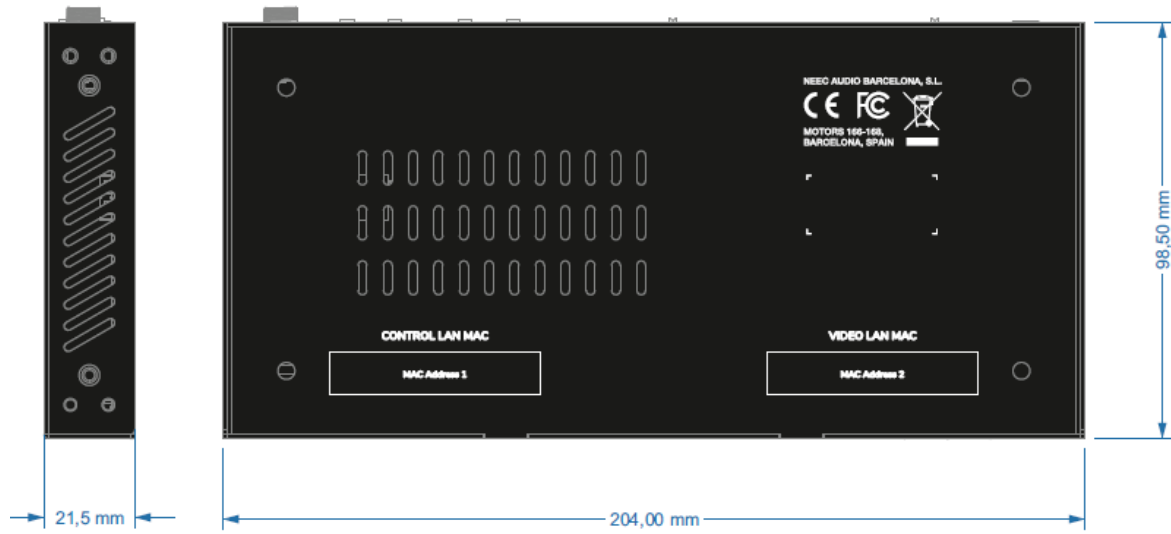 NEEC AUDIO BARCELONA, S.L.
CE FC
MOTORS 166-168,
BARCELONA, SPAIN
98,50 mm
CONTROL LAN MAC
VIDEO LAN MAC
MAC Address 1
MAC Address 2
21,5 mm
204,00 mm